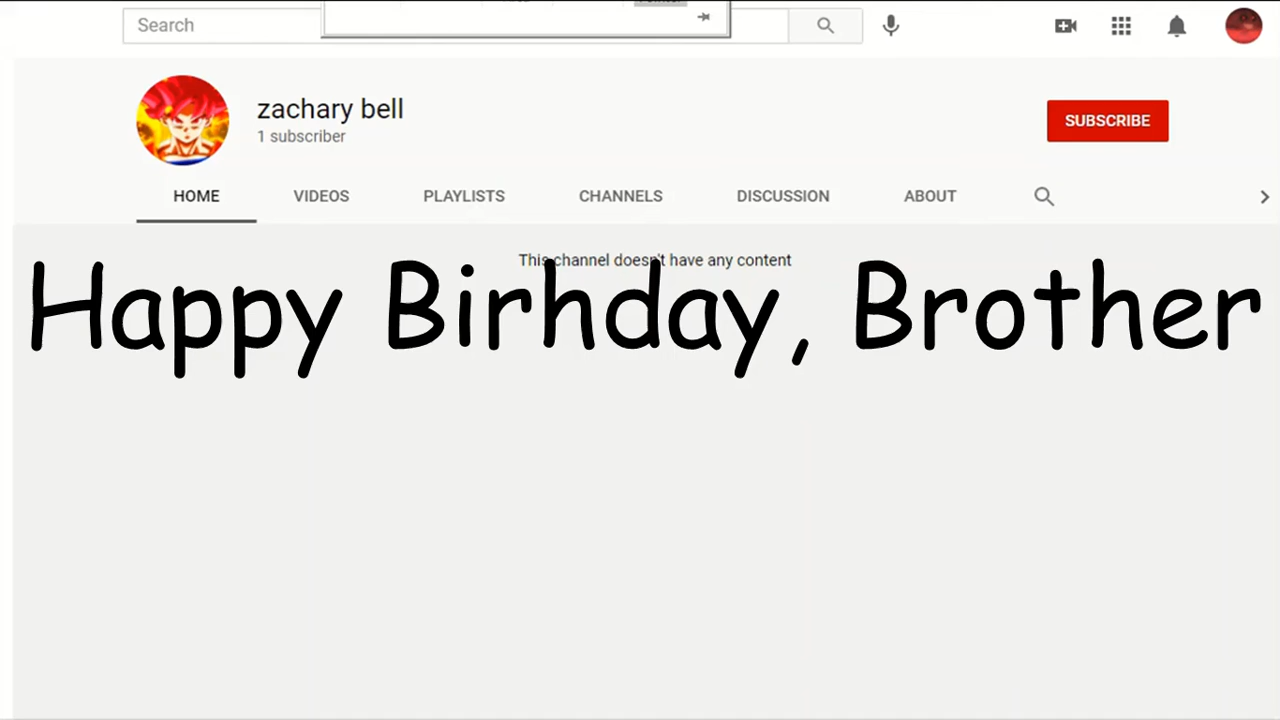 Search
zachary bell
1 subscriber
SUBSCRIBE
HOME VIDEOS PLAYLISTS CHANNELS DISCUSSION ABOUT
This channel doesn't have any content
Happy Birhday, Brother